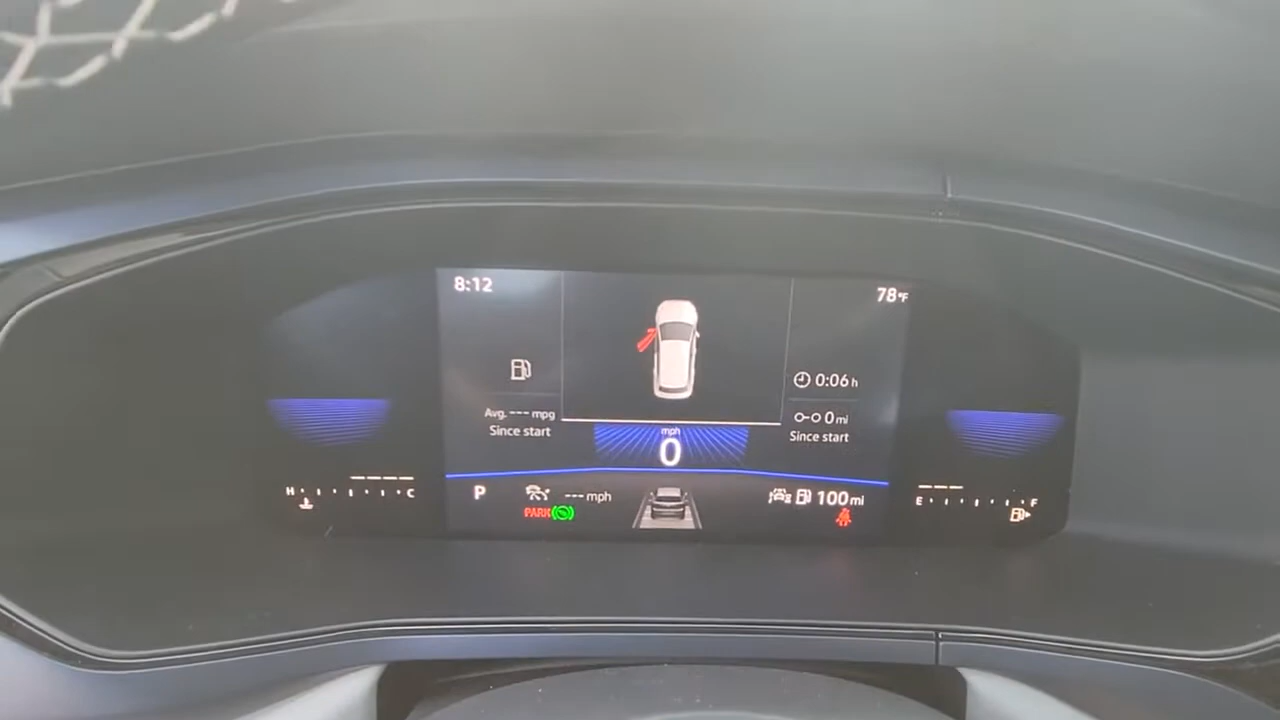 8:12
78°F
0:06 h
Avg. --- mpg
0 mi
Since start
Since start
mph
0
H
C
P
--- mph
100 mi
E
F
PARK